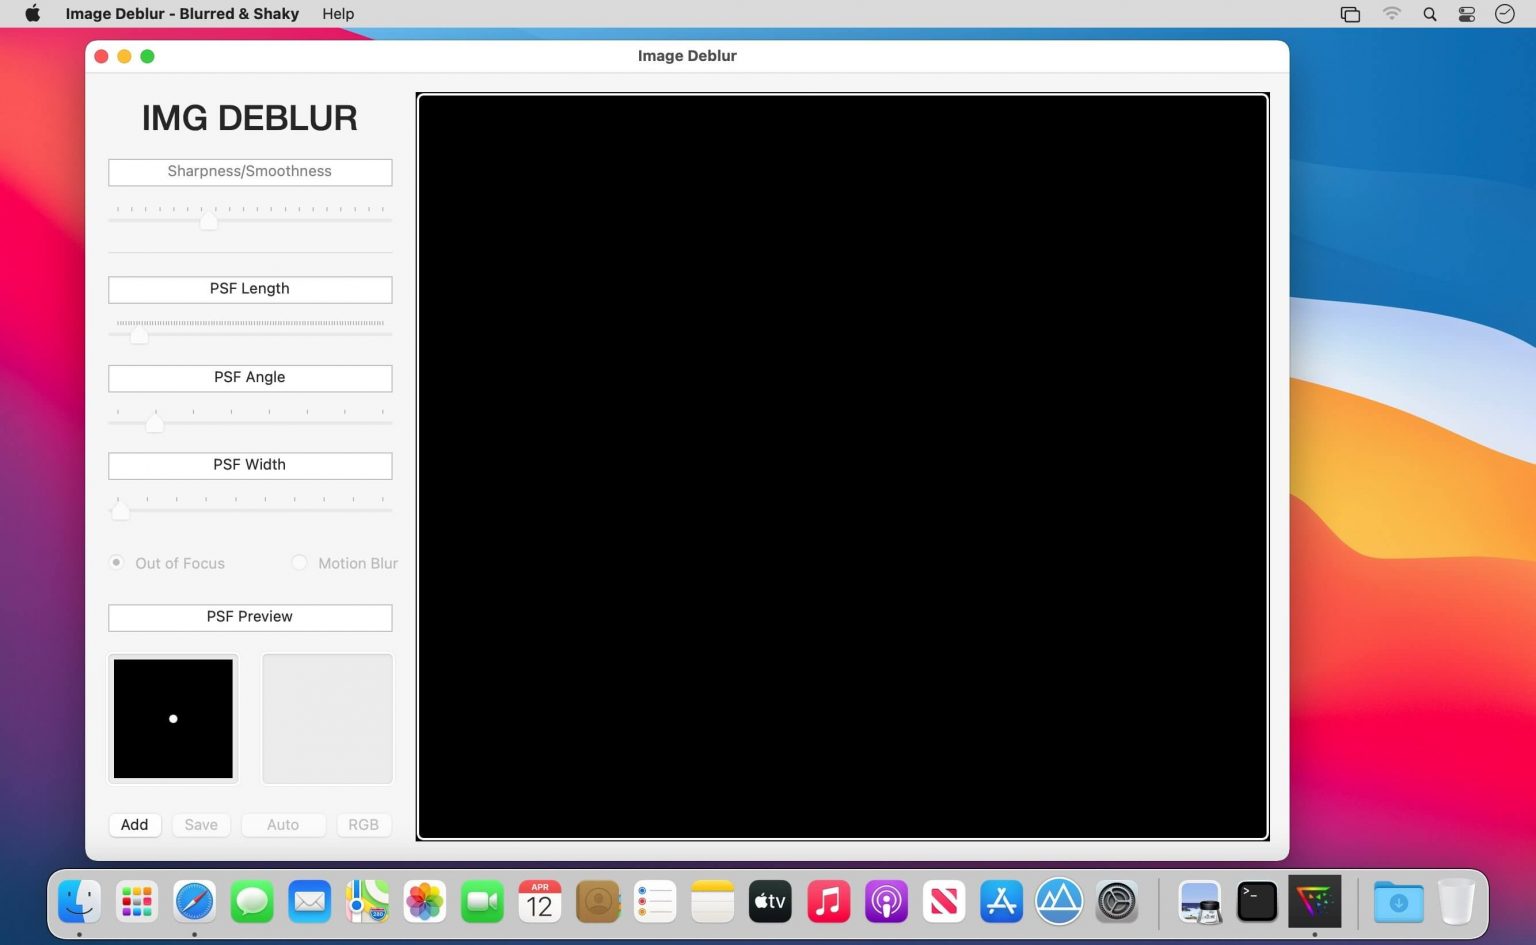 Image Deblur - Blurred & Shaky Help
Image Deblur
IMG DEBLUR
Sharpness/Smoothness
PSF Length
PSF Angle
PSF Width
Out of Focus Motion Blur
PSF Preview
Add Save Auto RGB
APR
12
280
tv
>_